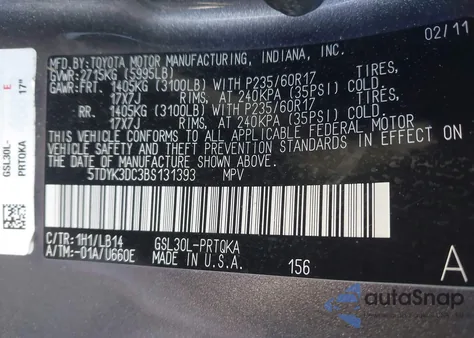 02/11
MFD. BY: TOYOTA MOTOR MANUFACTURING, INDIANA, INC.
GVWR: 2715KG (5995LB)
GAWR:FRT. 1405KG (3100LB) WITH P235/60R17 TIRES,
17X7J RIMS, AT 240KPA (35PSI) COLD.
RR. 1405KG (3100LB) WITH P235/60R17 TIRES,
17X7J RIMS, AT 240KPA (35PSI) COLD.
THIS VEHICLE CONFORMS TO ALL APPLICABLE FEDERAL MOTOR
VEHICLE SAFETY AND BUMPER STANDARDS IN EFFECT ON
THE DATE OF MANUFACTURE SHOWN ABOVE.
5TDYK3DC3BS131393 MPV
C/TR: 1H1/LB14 GSL30L-PRTQKA
A/TM:-01A/U660E MADE IN U.S.A. 156
A
E
17"
GSL30L-
PRTQKA
autoSnap